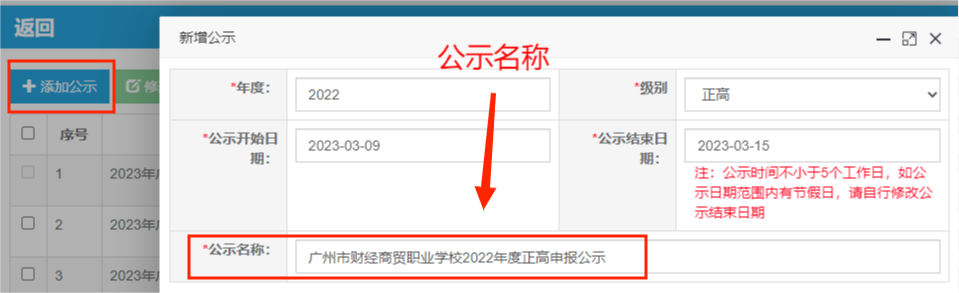 返回
新增公示
公示名称
添加公示
修
*年度：
2022
*级别
正高
序号
*公示开始日期：
2023-03-09
*公示结束日期：
2023-03-15
注：公示时间不小于5个工作日，如公
示日期范围内有节假日，请自行修改公
示结束日期
1
2023年
2
2023年
*公示名称：
广州市财经商贸职业学校2022年度正高申报公示
3
2023年